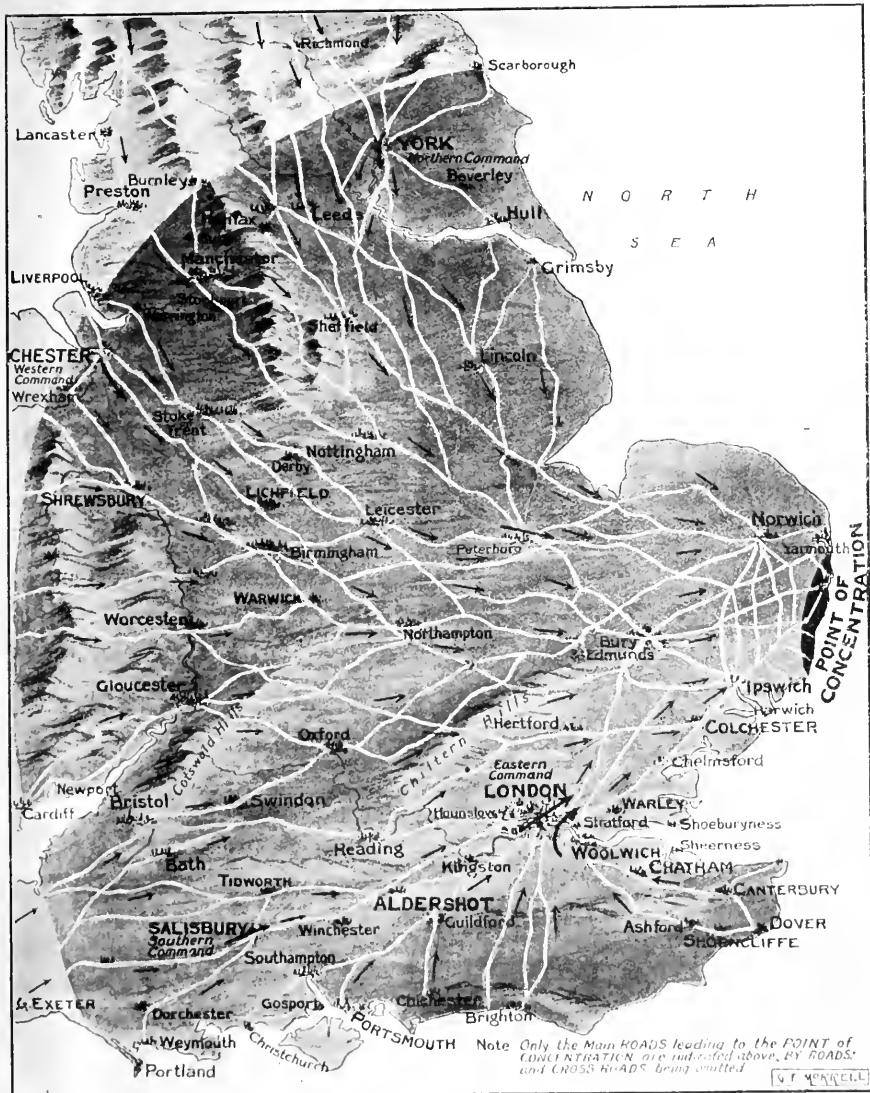 Richmond
Scarborough
Lancaster
YORK
Northern Command
Burnley
Beverley
Preston
NORTH
SEA
Halifax
Leeds
Hull
Manchester
Grimsby
LIVERPOOL
Stockport
Warrington
Sheffield
CHESTER
Western
Command
Lincoln
Wrexham
Stoke
Trent
Nottingham
Derby
SHREWSBURY
LICHFIELD
Leicester
Norwich
Birmingham
Peterboro
Yarmouth
WARWICK
POINT OF
CONCENTRATION
Worcester
Northampton
Bury
Edmunds
Gloucester
Ipswich
Harwich
Cotswald Hills
Chiltern Hills
Hertford
COLCHESTER
Oxford
Chelmsford
Newport
Eastern
Command
Cardiff
Bristol
Swindon
LONDON
WARLEY
Hounslow
Stratford
Shoeburyness
Reading
Sheerness
Bath
Kingston
WOOLWICH
CHATHAM
TIDWORTH
CANTERBURY
ALDERSHOT
SALISBURY
Southern
Command
Winchester
Guildford
Ashford
DOVER
SHORNCLIFFE
Southampton
EXETER
Gosport
Chichester
Dorchester
Brighton
PORTSMOUTH
Weymouth
Christchurch
Portland
Note Only the Main ROADS leading to the POINT of
CONCENTRATION are indicated above, BY ROADS.
and CROSS ROADS being omitted
G.F. MORRELL